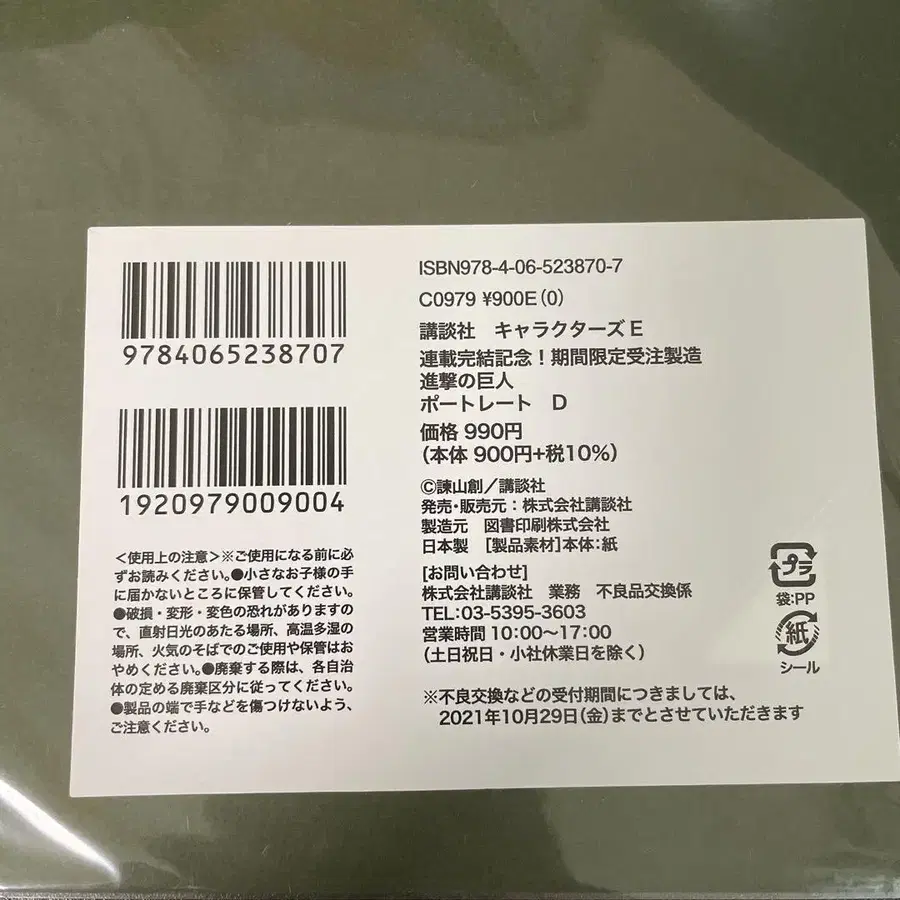 9784065238707
1920979009004
<使用上の注意>※ご使用になる前に必
ずお読みください。●小さなお子様の手
に届かないところに保管してください。
●破損・変形・変色の恐れがありますの
で、直射日光のあたる場所、高温多湿の
場所、火気のそばでのご使用や保管はお
やめください。●廃棄する際は、各自治
体の定める廃棄区分に従ってください。
●製品の端で手などを傷つけないよう、
ご注意ください。
ISBN978-4-06-523870-7
C0979 ¥900E(0)
講談社 キャラクターズE
連載完結記念！期間限定受注製造
進撃の巨人
ポートレート D
価格 990円
(本体 900円+税10%)
©諫山創／講談社
発売・販売元：株式会社講談社
製造元 図書印刷株式会社
日本製 [製品素材]本体：紙
[お問い合わせ]
株式会社講談社 業務 不良品交換係
TEL:03-5395-3603
営業時間 10:00〜17:00
(土日祝日・小社休業日を除く)
※不良交換などの受付期間につきましては、
2021年10月29日(金)までとさせていただきます
プラ
袋:PP
紙
シール